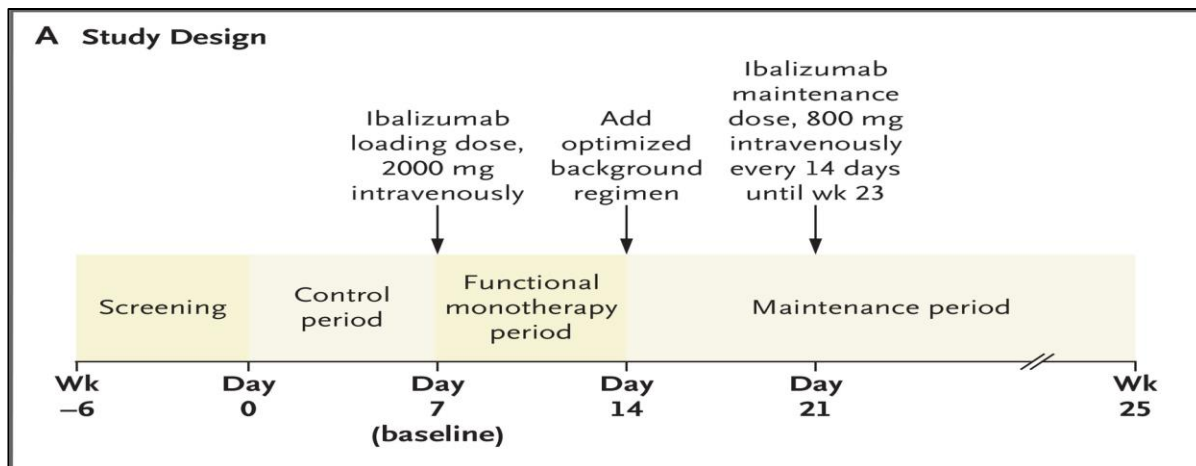 A Study Design
Ibalizumab
loading dose,
2000 mg
intravenously
Add
optimized
background
regimen
Ibalizumab
maintenance
dose, 800 mg
intravenously
every 14 days
until wk 23
Screening
Control
period
Functional
monotherapy
period
Maintenance period
Wk
–6
Day
0
Day
7
(baseline)
Day
14
Day
21
Wk
25